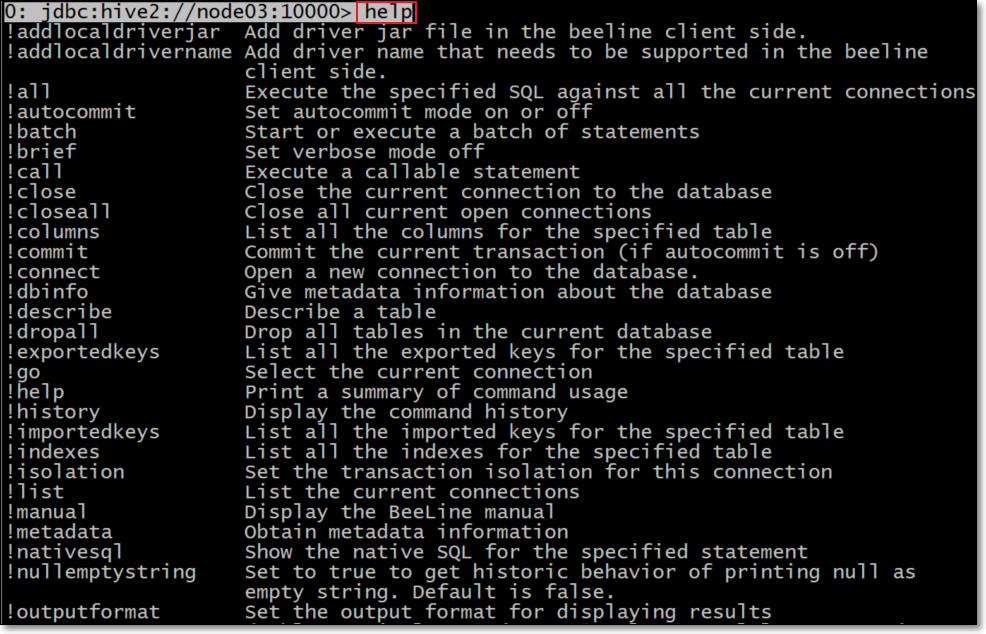 0: jdbc:hive2://node03:10000> help
!addlocaldriverjar  Add driver jar file in the beeline client side.
!addlocaldrivername Add driver name that needs to be supported in the beeline
                    client side.
!all                Execute the specified SQL against all the current connections
!autocommit         Set autocommit mode on or off
!batch              Start or execute a batch of statements
!brief              Set verbose mode off
!call               Execute a callable statement
!close              Close the current connection to the database
!closeall           Close all current open connections
!columns            List all the columns for the specified table
!commit             Commit the current transaction (if autocommit is off)
!connect            Open a new connection to the database.
!dbinfo             Give metadata information about the database
!describe           Describe a table
!dropall            Drop all tables in the current database
!exportedkeys       List all the exported keys for the specified table
!go                 Select the current connection
!help               Print a summary of command usage
!history            Display the command history
!importedkeys       List all the imported keys for the specified table
!indexes            List all the indexes for the specified table
!isolation          Set the transaction isolation for this connection
!list               List the current connections
!manual             Display the BeeLine manual
!metadata           Obtain metadata information
!nativesql          Show the native SQL for the specified statement
!nullemptystring    Set to true to get historic behavior of printing null as
                    empty string. Default is false.
!outputformat       Set the output format for displaying results